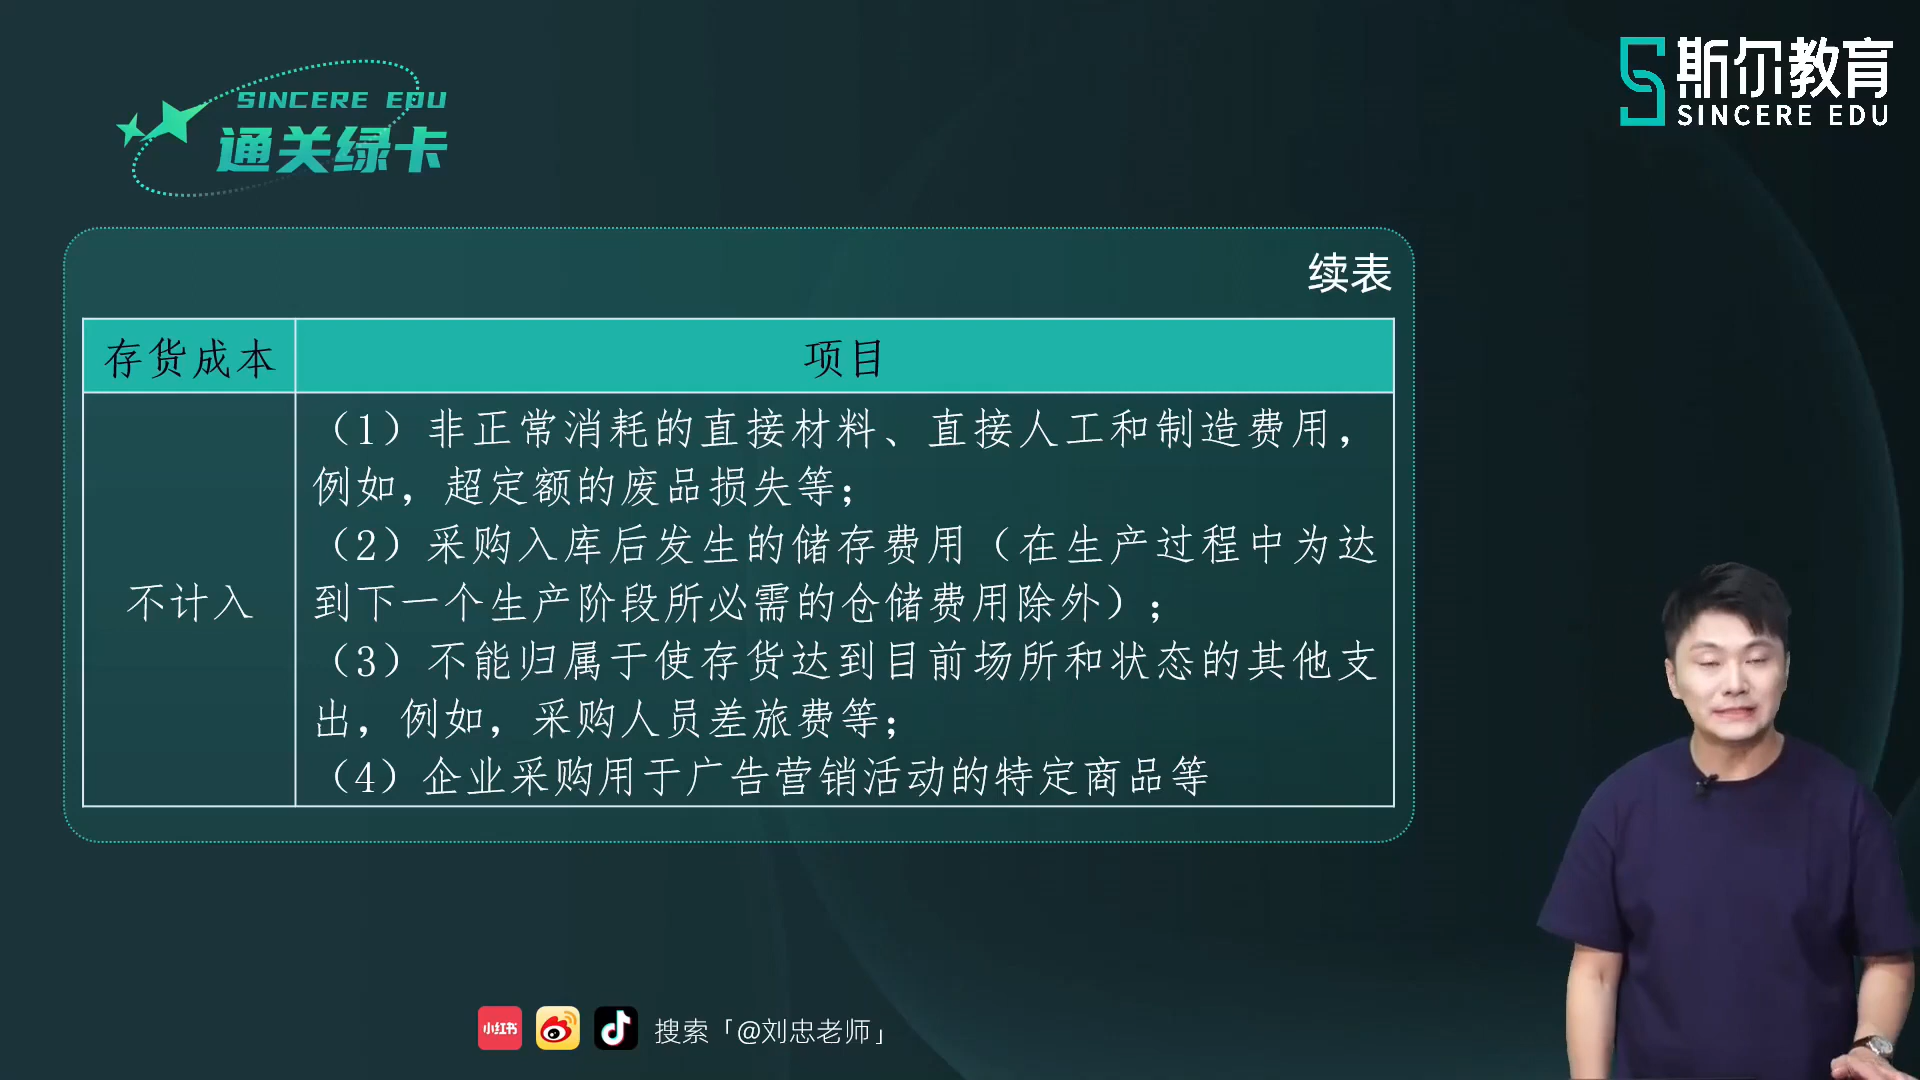 SINCERE EDU
通关绿卡
斯尔教育
SINCERE EDU
续表
存货成本
项目
不计入
（1）非正常消耗的直接材料、直接人工和制造费用，
例如，超定额的废品损失等；
（2）采购入库后发生的储存费用（在生产过程中为达
到下一个生产阶段所必需的仓储费用除外）；
（3）不能归属于使存货达到目前场所和状态的其他支
出，例如，采购人员差旅费等；
（4）企业采购用于广告营销活动的特定商品等
小红书
搜索「@刘忠老师」